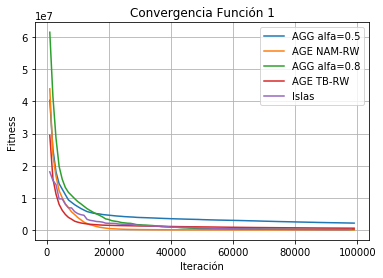 Convergencia Función 1
1e7
6
5
4
3
2
1
0
Fitness
AGG alfa=0.5
AGE NAM-RW
AGG alfa=0.8
AGE TB-RW
Islas
0 20000 40000 60000 80000 100000
Iteración